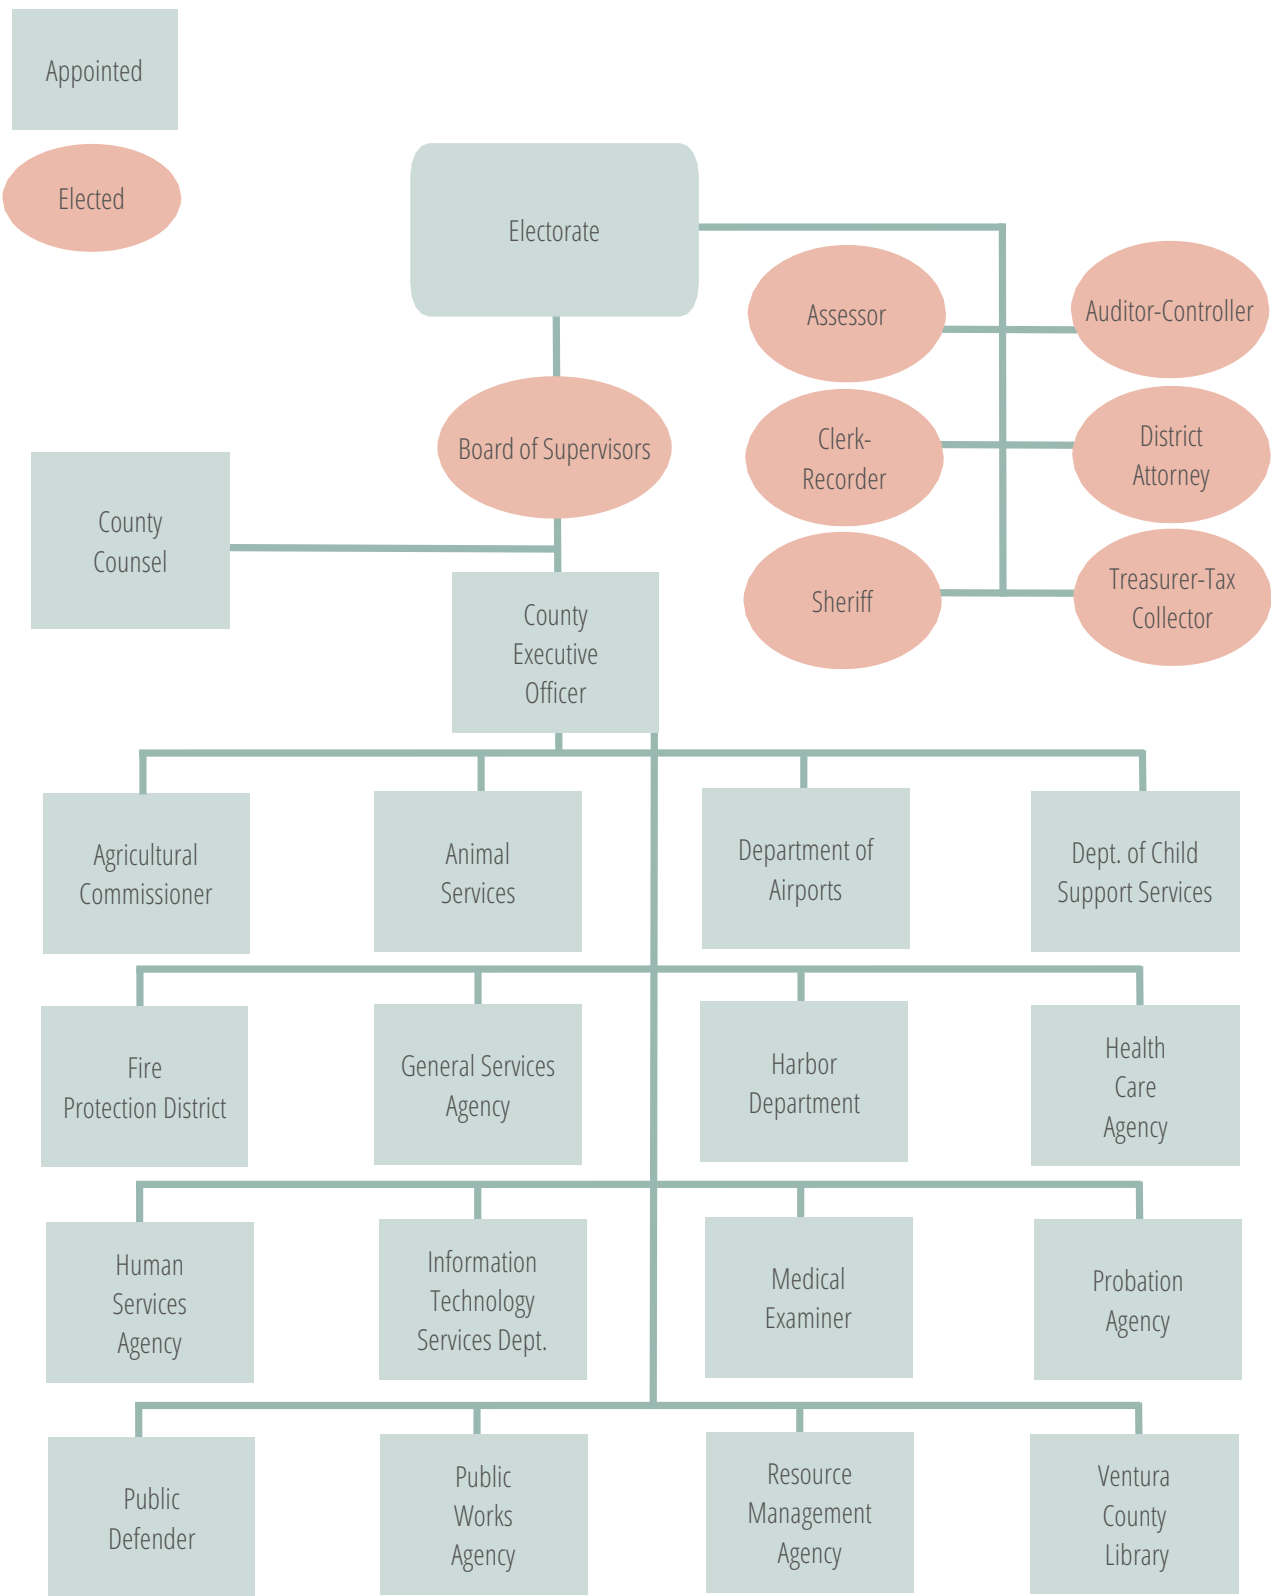 Appointed
Elected
Electorate
Assessor
Auditor-Controller
Board of Supervisors
Clerk-
Recorder
District
Attorney
County
Counsel
Sheriff
Treasurer-Tax
Collector
County
Executive
Officer
Agricultural
Commissioner
Animal
Services
Department of
Airports
Dept. of Child
Support Services
Fire
Protection District
General Services
Agency
Harbor
Department
Health
Care
Agency
Human
Services
Agency
Information
Technology
Services Dept.
Medical
Examiner
Probation
Agency
Public
Defender
Public
Works
Agency
Resource
Management
Agency
Ventura
County
Library